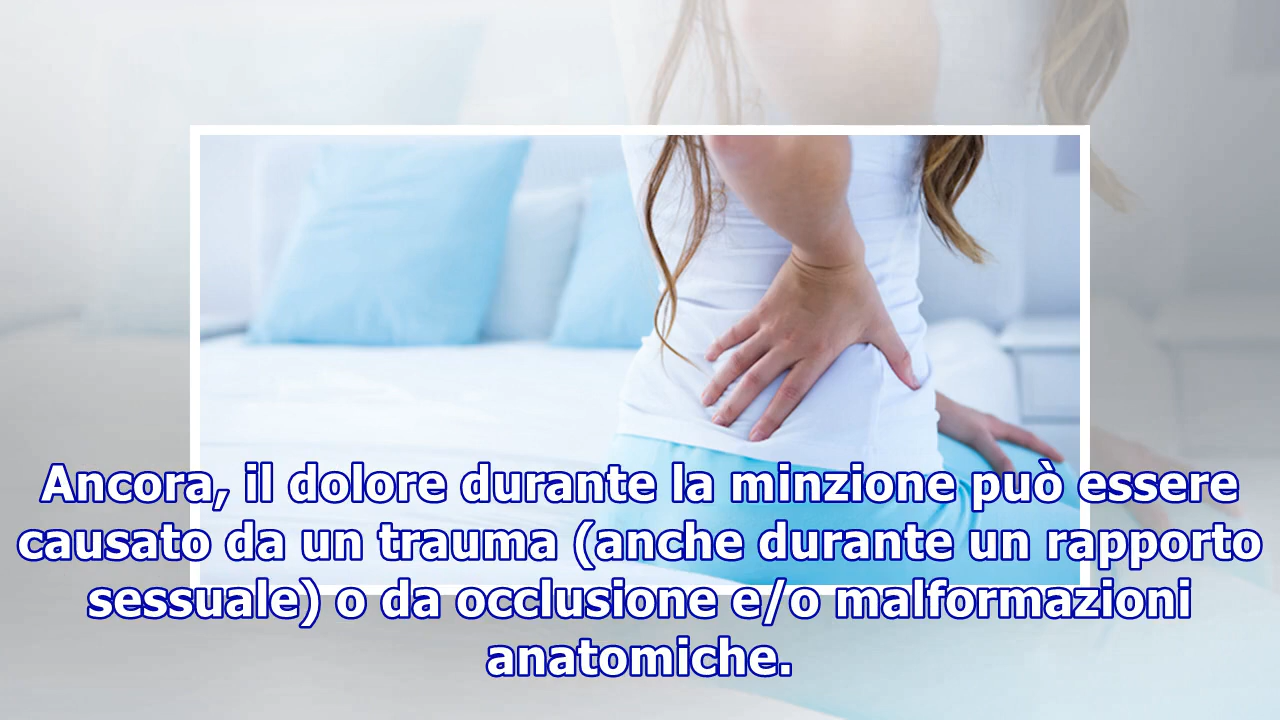 Ancora, il dolore durante la minzione può essere
causato da un trauma (anche durante un rapporto
sessuale) o da occlusione e/o malformazioni
anatomiche.